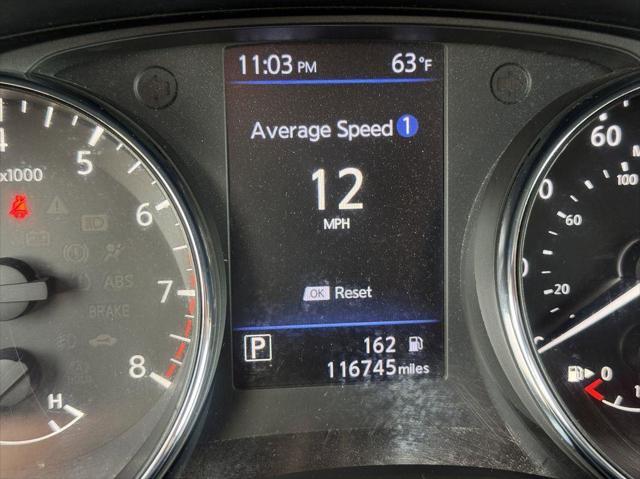 11:03 PM 63°F
Average Speed 1
12
MPH
OK Reset
P 162
116745 miles
4
5
6
7
8
x1000
ABS
BRAKE
H
60
100
60
20
0